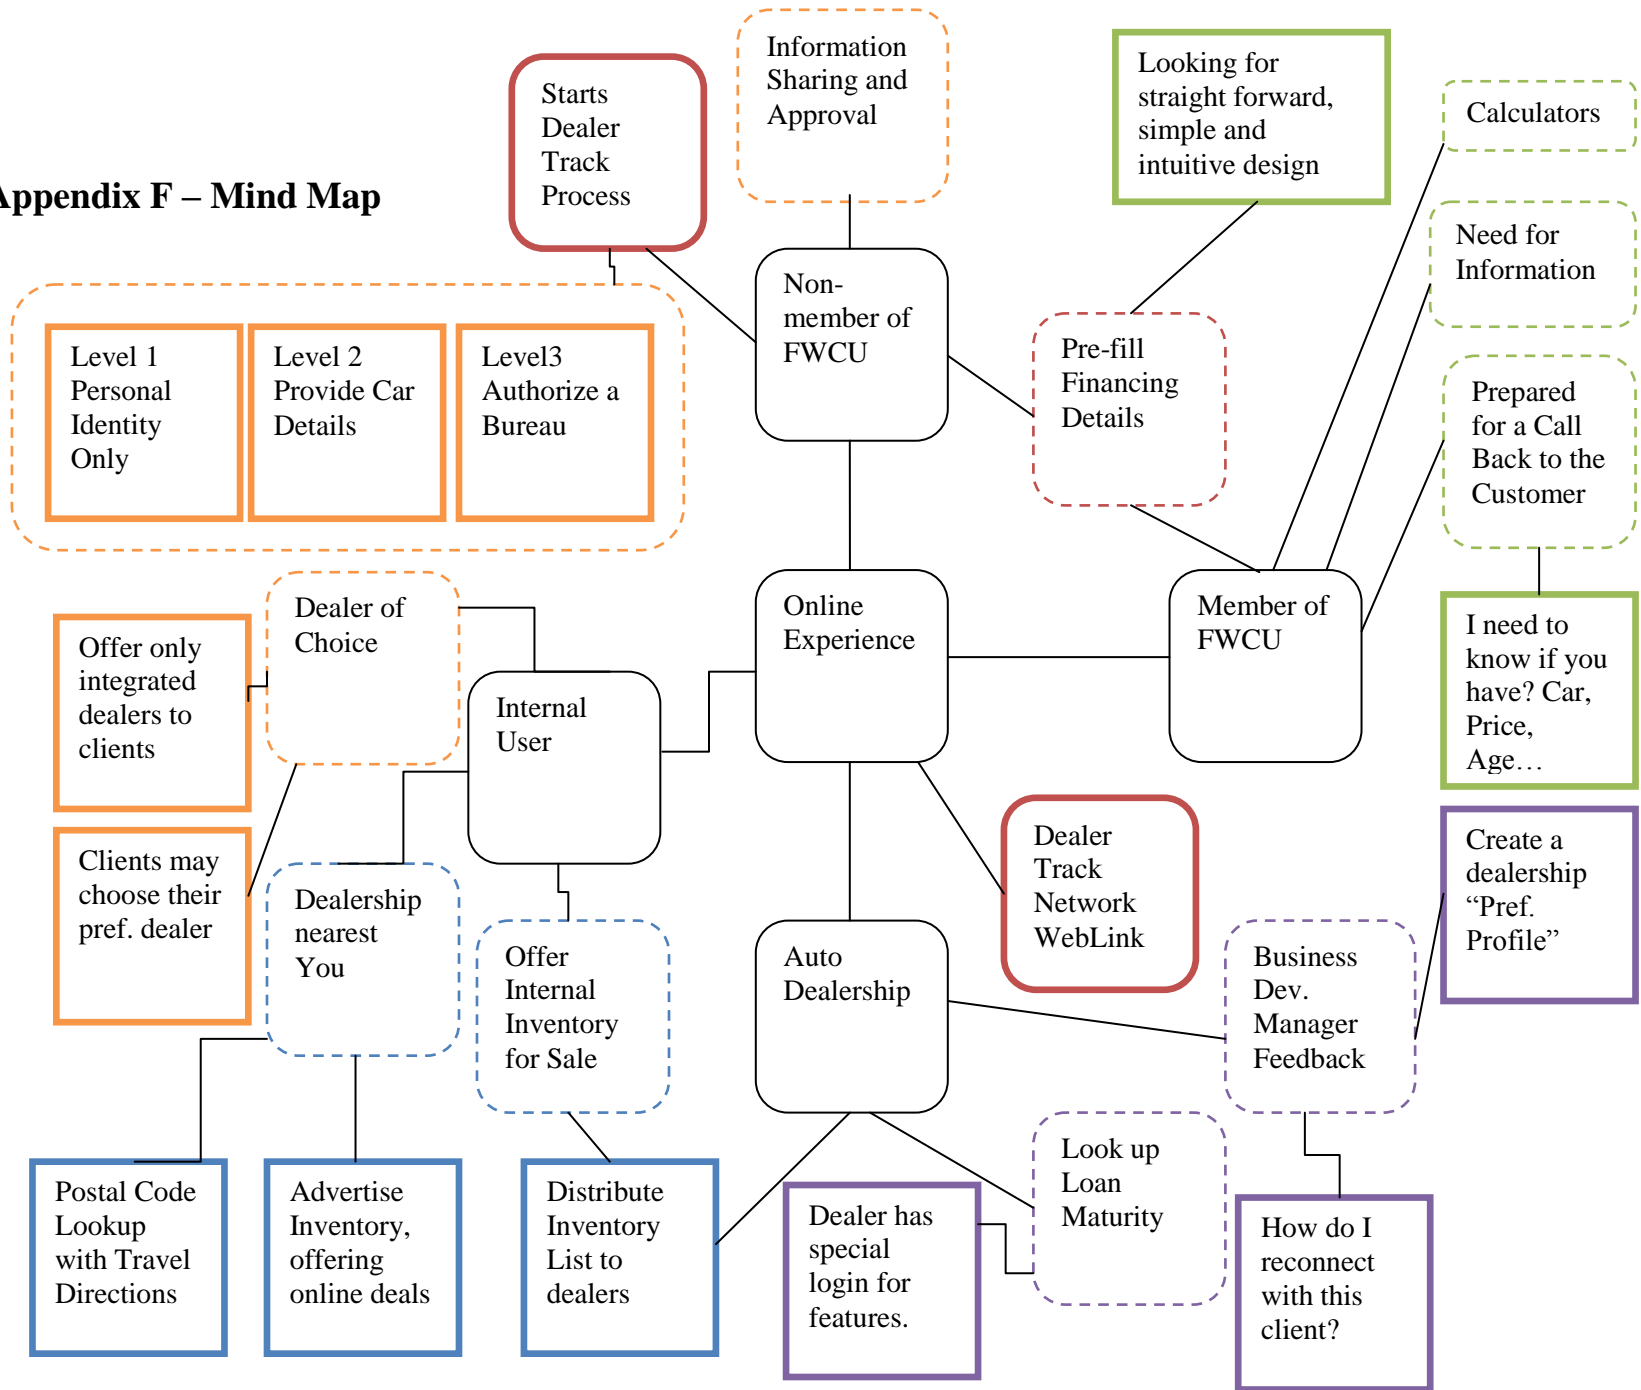 Information
Sharing and
Approval
Looking for
straight forward,
simple and
intuitive design
Starts
Dealer
Track
Process
Calculators
Appendix F – Mind Map
Need for
Information
Non-
member of
FWCU
Pre-fill
Financing
Details
Level 1
Personal
Identity
Only
Level 2
Provide Car
Details
Level3
Authorize a
Bureau
Prepared
for a Call
Back to the
Customer
Dealer of
Choice
Online
Experience
Member of
FWCU
Offer only
integrated
dealers to
clients
I need to
know if you
have? Car,
Price,
Age…
Internal
User
Dealer
Track
Network
WebLink
Create a
dealership
“Pref.
Profile”
Clients may
choose their
pref. dealer
Dealership
nearest
You
Offer
Internal
Inventory
for Sale
Auto
Dealership
Business
Dev.
Manager
Feedback
Look up
Loan
Maturity
Postal Code
Lookup
with Travel
Directions
Advertise
Inventory,
offering
online deals
Distribute
Inventory
List to
dealers
Dealer has
special
login for
features.
How do I
reconnect
with this
client?